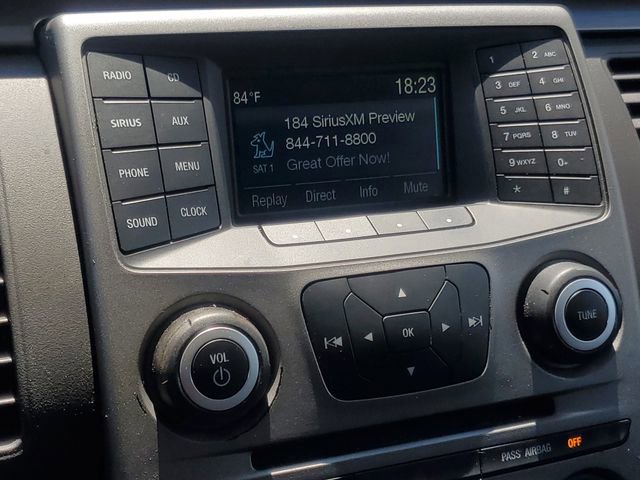 RADIO CD
SIRIUS AUX
PHONE MENU
SOUND CLOCK
84°F 18:23
184 SiriusXM Preview
844-711-8800
SAT 1 Great Offer Now!
Replay Direct Info Mute
1 2 ABC
3 DEF 4 GHI
5 JKL 6 MNO
7 PQRS 8 TUV
9 WXYZ 0 -
* #
VOL
OK
TUNE
PASS AIRBAG OFF